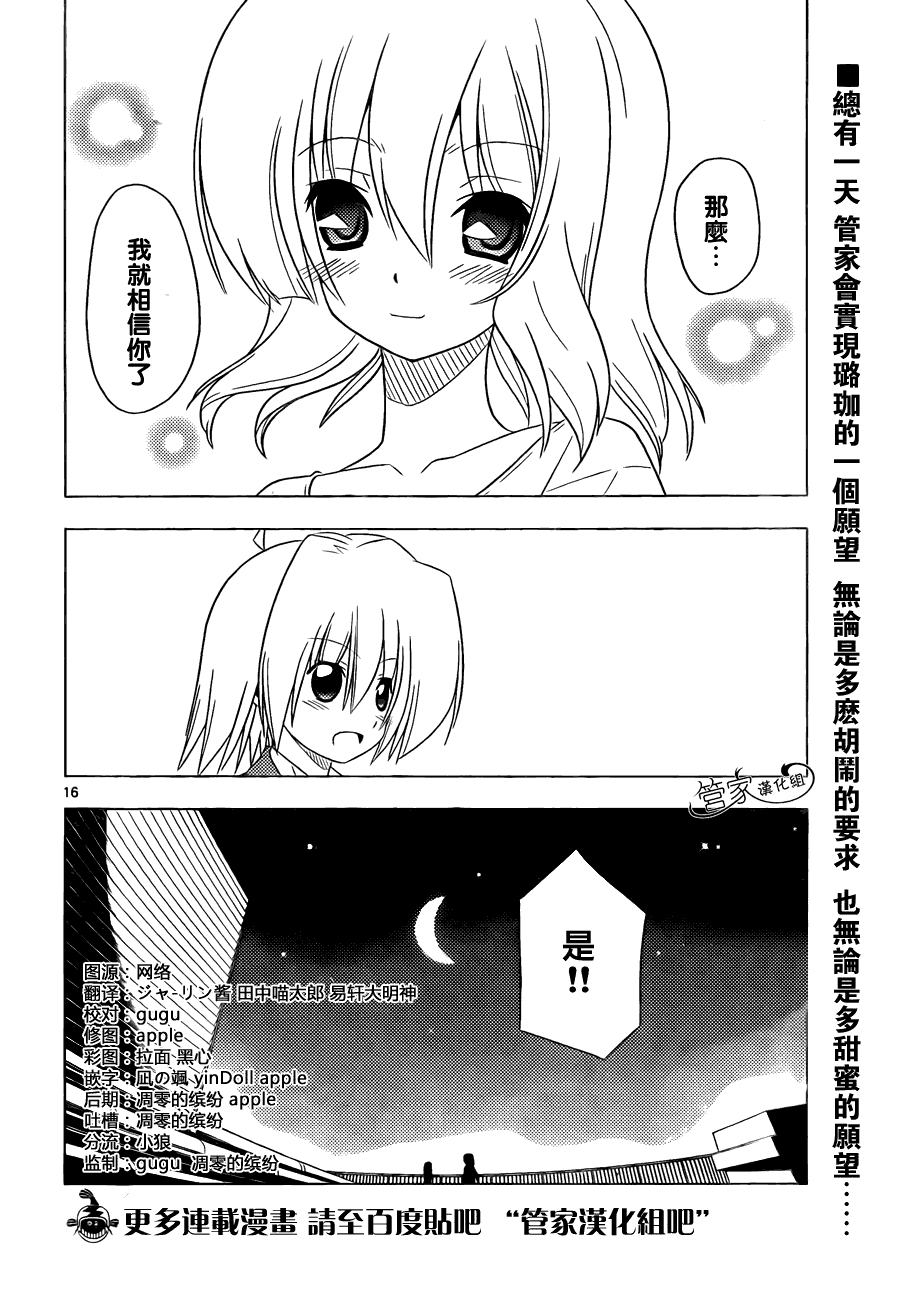 ■總有一天 管家會實現璐珈的一個願望 無論是多麽胡鬧的要求 也無論是多甜蜜的願望……
那麼…
我就相信你了
16
管家漢化組
是!!
图源：网络
翻译：ジャ-リン酱 田中喵太郎 易轩大明神
校对：gugu
修图：apple
彩图：拉面 黑心
嵌字：凪の颯 yinDoll apple
后期：凋零的缤纷 apple
吐槽：凋零的缤纷
分流：小狼
监制：gugu 凋零的缤纷
更多連載漫畫 請至百度貼吧 “管家漢化組吧”